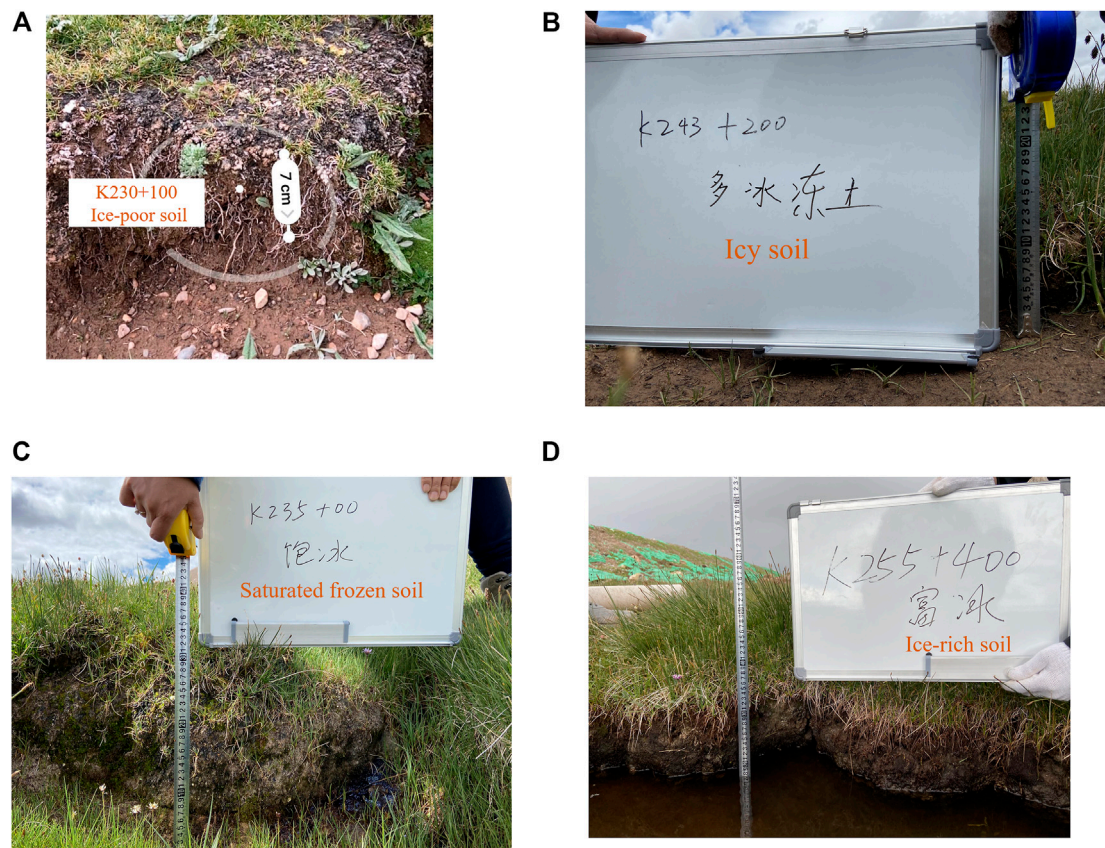 A
K230+100
Ice-poor soil
7 cm
B
K243 +200
多冰冻土
Icy soil
C
K235 +00
饱冰
Saturated frozen soil
D
K255+400
富冰
Ice-rich soil